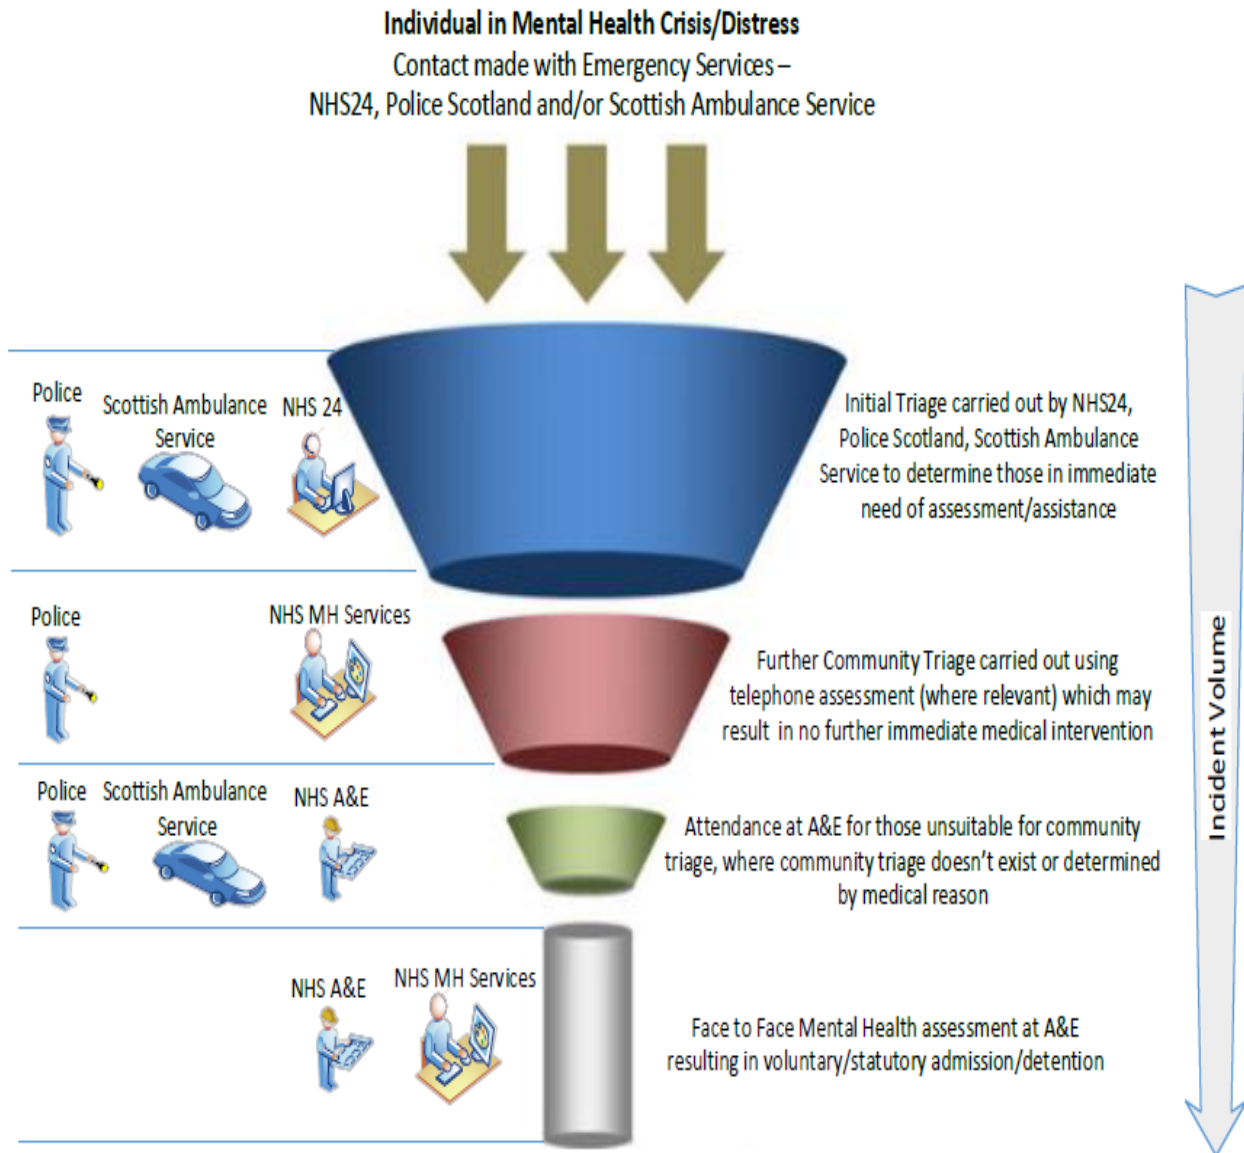 Individual in Mental Health Crisis/Distress
Contact made with Emergency Services –
NHS24, Police Scotland and/or Scottish Ambulance Service
Police
Scottish Ambulance
Service
NHS 24
Initial Triage carried out by NHS24,
Police Scotland, Scottish Ambulance
Service to determine those in immediate
need of assessment/assistance
Police
NHS MH Services
Further Community Triage carried out using
telephone assessment (where relevant) which may
result in no further immediate medical intervention
Police
Scottish Ambulance
Service
NHS A&E
Attendance at A&E for those unsuitable for community
triage, where community triage doesn't exist or determined
by medical reason
NHS A&E
NHS MH Services
Face to Face Mental Health assessment at A&E
resulting in voluntary/statutory admission/detention
Incident Volume